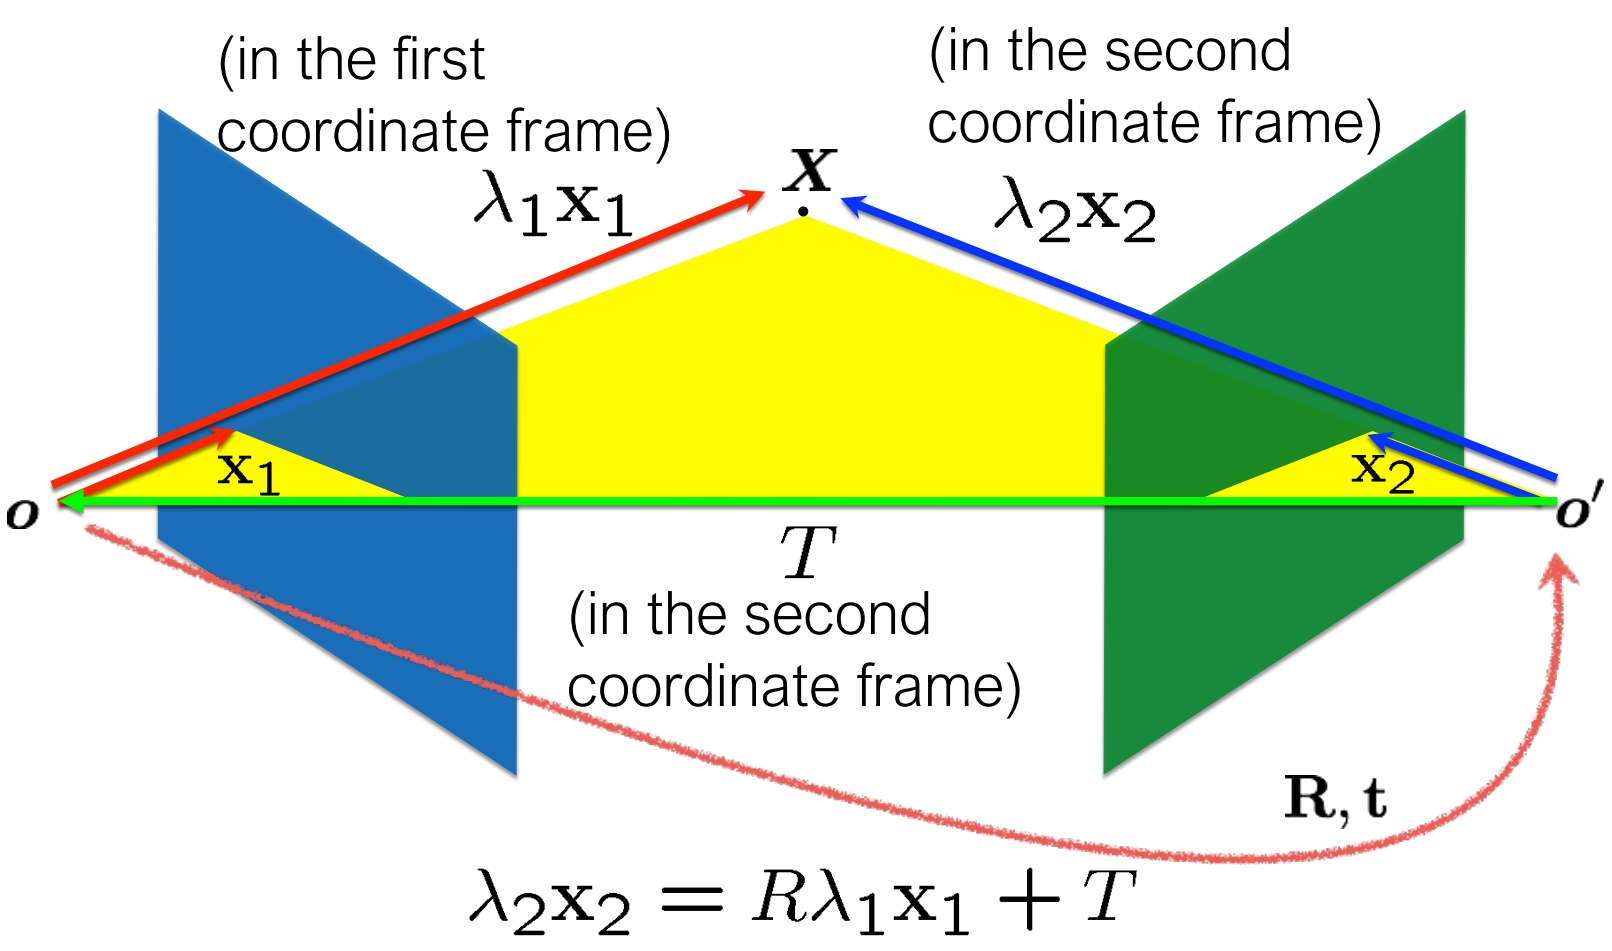 (in the first
coordinate frame)
(in the second
coordinate frame)
λ₁x₁
X
λ₂x₂
x₁
x₂
o
o′
T
(in the second
coordinate frame)
R, t
λ₂x₂ = Rλ₁x₁ + T